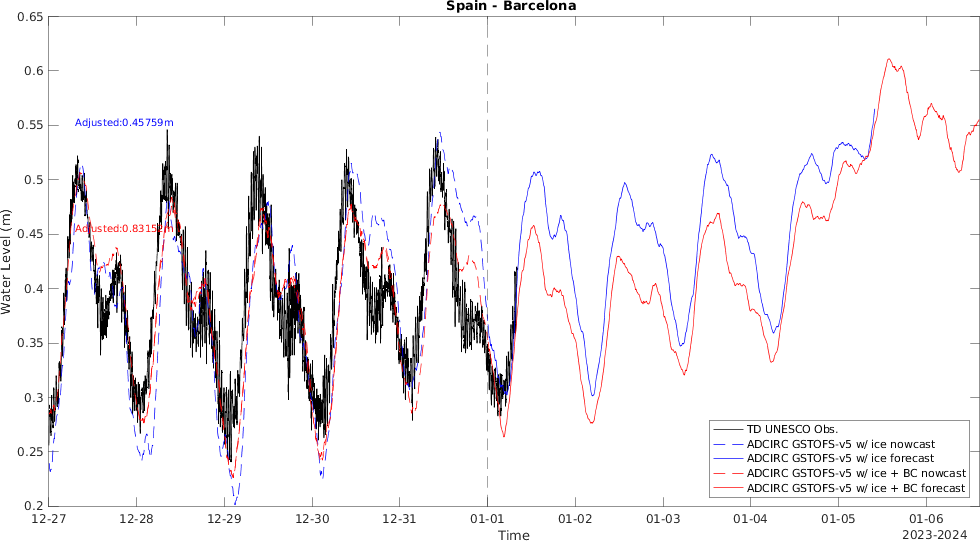 Spain - Barcelona
0.65
0.6
0.55
0.5
0.45
0.4
0.35
0.3
0.25
0.2
Water Level (m)
Adjusted:0.45759m
TD UNESCO Obs.
ADCIRC GSTOFS-v5 w/ ice nowcast
ADCIRC GSTOFS-v5 w/ ice forecast
ADCIRC GSTOFS-v5 w/ ice + BC nowcast
ADCIRC GSTOFS-v5 w/ ice + BC forecast
12-27 12-28 12-29 12-30 12-31 01-01 01-02 01-03 01-04 01-05 01-06
Time
2023-2024